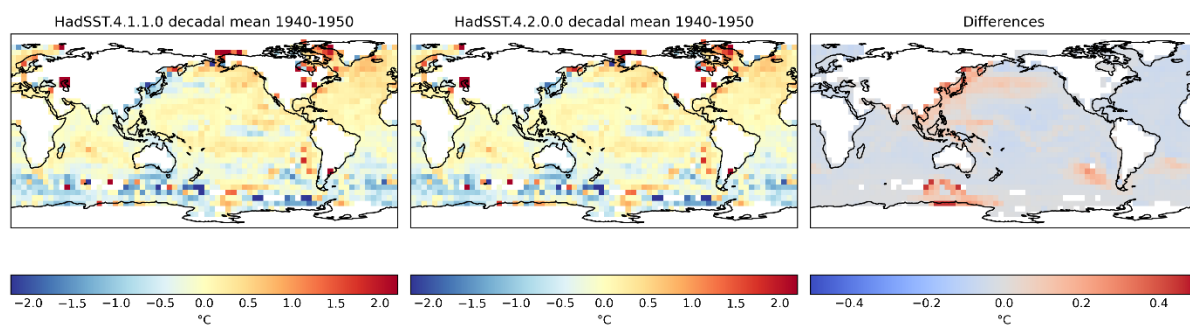 HadSST.4.1.1.0 decadal mean 1940-1950
HadSST.4.2.0.0 decadal mean 1940-1950
Differences
−2.0 −1.5 −1.0 −0.5 0.0 0.5 1.0 1.5 2.0
°C
−2.0 −1.5 −1.0 −0.5 0.0 0.5 1.0 1.5 2.0
°C
−0.4 −0.2 0.0 0.2 0.4
°C